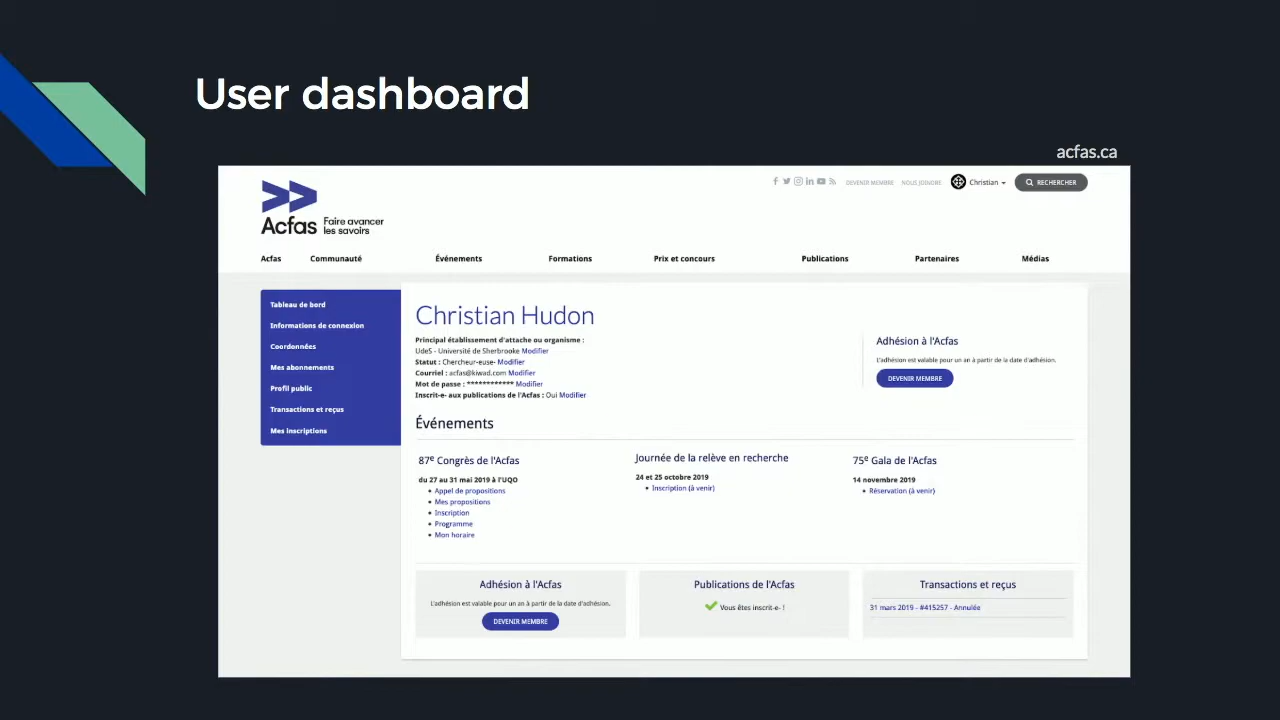 User dashboard
acfas.ca
DEVENIR MEMBRE
NOUS JOINDRE
Christian
RECHERCHER
Acfas
Faire avancer
les savoirs
Acfas
Communauté
Événements
Formations
Prix et concours
Publications
Partenaires
Médias
Tableau de bord
Informations de connexion
Coordonnées
Mes abonnements
Profil public
Transactions et reçus
Mes inscriptions
Christian Hudon
Principal établissement d'attache ou organisme :
UdeS - Université de Sherbrooke Modifier
Statut : Chercheur-euse- Modifier
Courriel : acfas@kiwad.com Modifier
Mot de passe : ************ Modifier
Inscrit-e- aux publications de l'Acfas : Oui Modifier
Adhésion à l'Acfas
L'adhésion est valable pour un an à partir de la date d'adhésion.
DEVENIR MEMBRE
Événements
87e Congrès de l'Acfas
du 27 au 31 mai 2019 à l'UQO
• Appel de propositions
• Mes propositions
• Inscription
• Programme
• Mon horaire
Journée de la relève en recherche
24 et 25 octobre 2019
• Inscription (à venir)
75e Gala de l'Acfas
14 novembre 2019
• Réservation (à venir)
Adhésion à l'Acfas
L'adhésion est valable pour un an à partir de la date d'adhésion.
DEVENIR MEMBRE
Publications de l'Acfas
Vous êtes inscrit-e- !
Transactions et reçus
31 mars 2019 - #415257 - Annulée